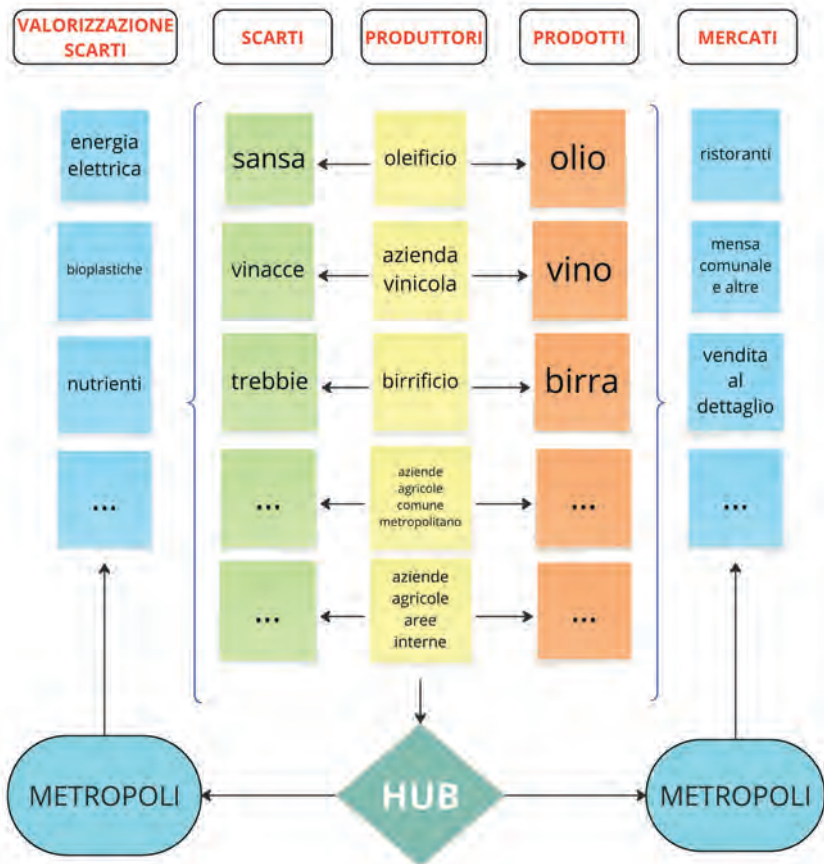 VALORIZZAZIONE
SCARTI
SCARTI
PRODUTTORI
PRODOTTI
MERCATI
energia
elettrica
sansa
oleificio
olio
ristoranti
bioplastiche
vinacce
azienda
vinicola
vino
mensa
comunale
e altre
nutrienti
trebbie
birrificio
birra
vendita
al
dettaglio
...
...
aziende
agricole
comune
metropolitano
...
...
...
aziende
agricole
aree
interne
...
METROPOLI
HUB
METROPOLI